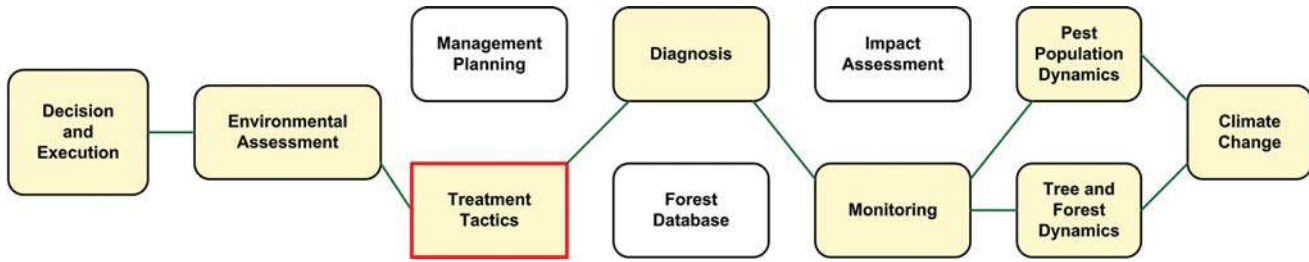 Decision
and
Execution
Environmental
Assessment
Management
Planning
Treatment
Tactics
Diagnosis
Forest
Database
Impact
Assessment
Monitoring
Pest
Population
Dynamics
Tree and
Forest
Dynamics
Climate
Change